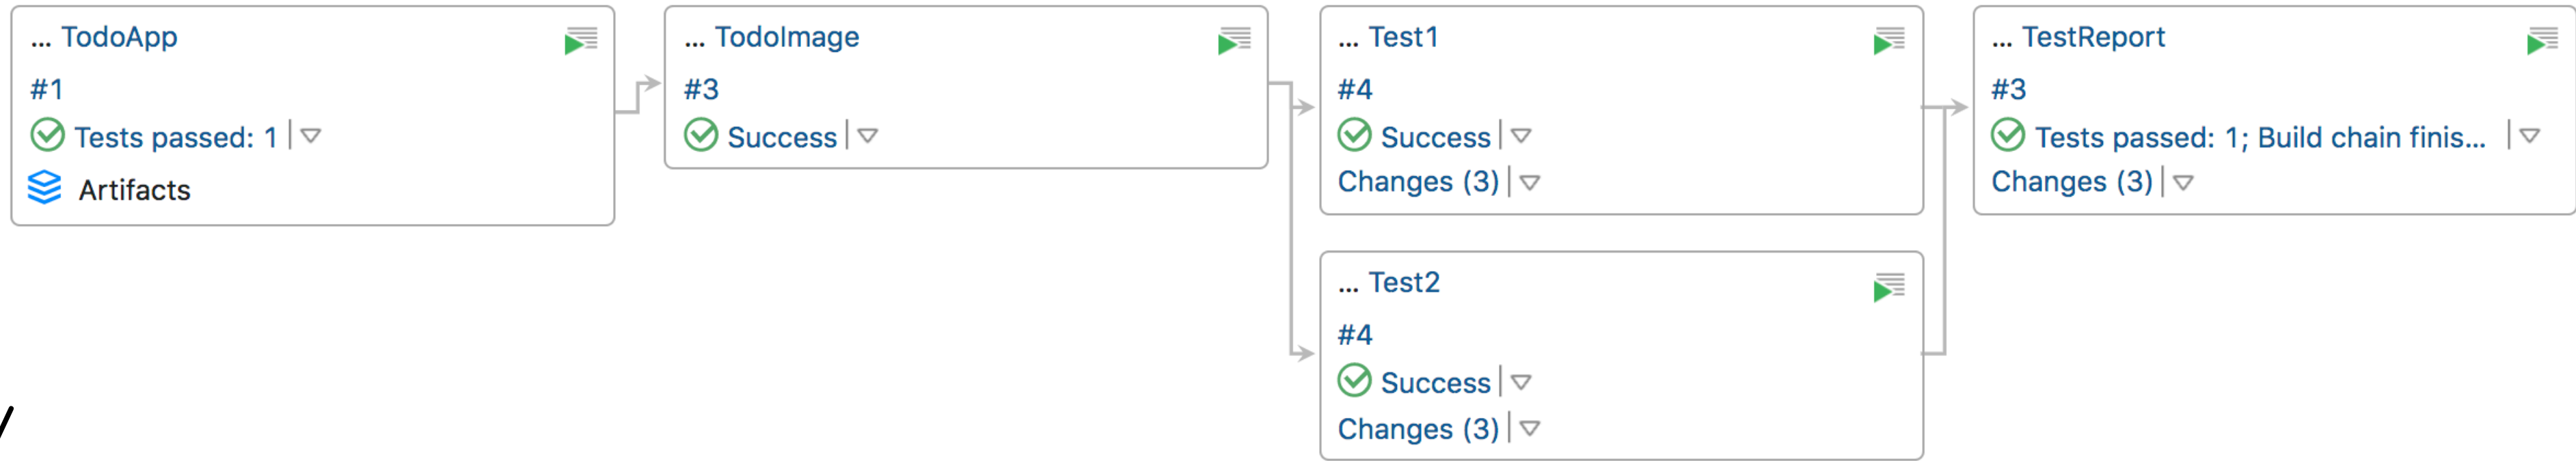 ... TodoApp
#1
Tests passed: 1
Artifacts
... TodoImage
#3
Success
... Test1
#4
Success
Changes (3)
... Test2
#4
Success
Changes (3)
... TestReport
#3
Tests passed: 1; Build chain finis...
Changes (3)